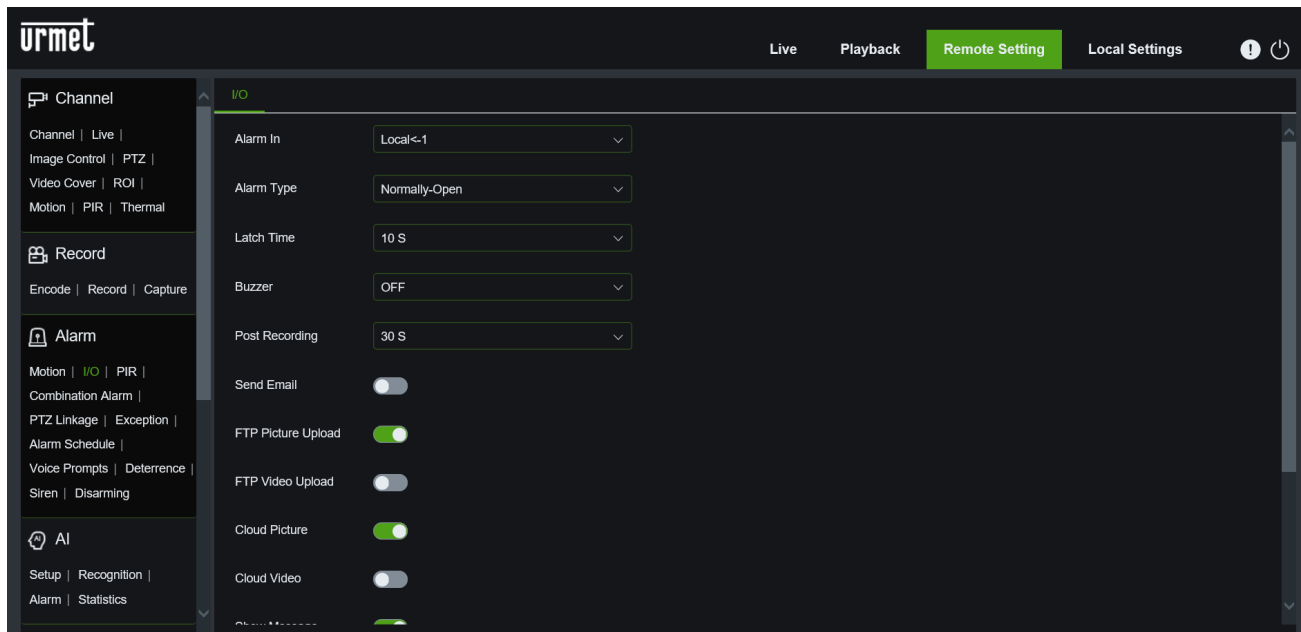 urmet
Live Playback Remote Setting Local Settings
Channel
Channel | Live |
Image Control | PTZ |
Video Cover | ROI |
Motion | PIR | Thermal
Record
Encode | Record | Capture
Alarm
Motion | I/O | PIR |
Combination Alarm |
PTZ Linkage | Exception |
Alarm Schedule |
Voice Prompts | Deterrence |
Siren | Disarming
AI
Setup | Recognition |
Alarm | Statistics
I/O
Alarm In Local<-1
Alarm Type Normally-Open
Latch Time 10 S
Buzzer OFF
Post Recording 30 S
Send Email
FTP Picture Upload
FTP Video Upload
Cloud Picture
Cloud Video
Show Message